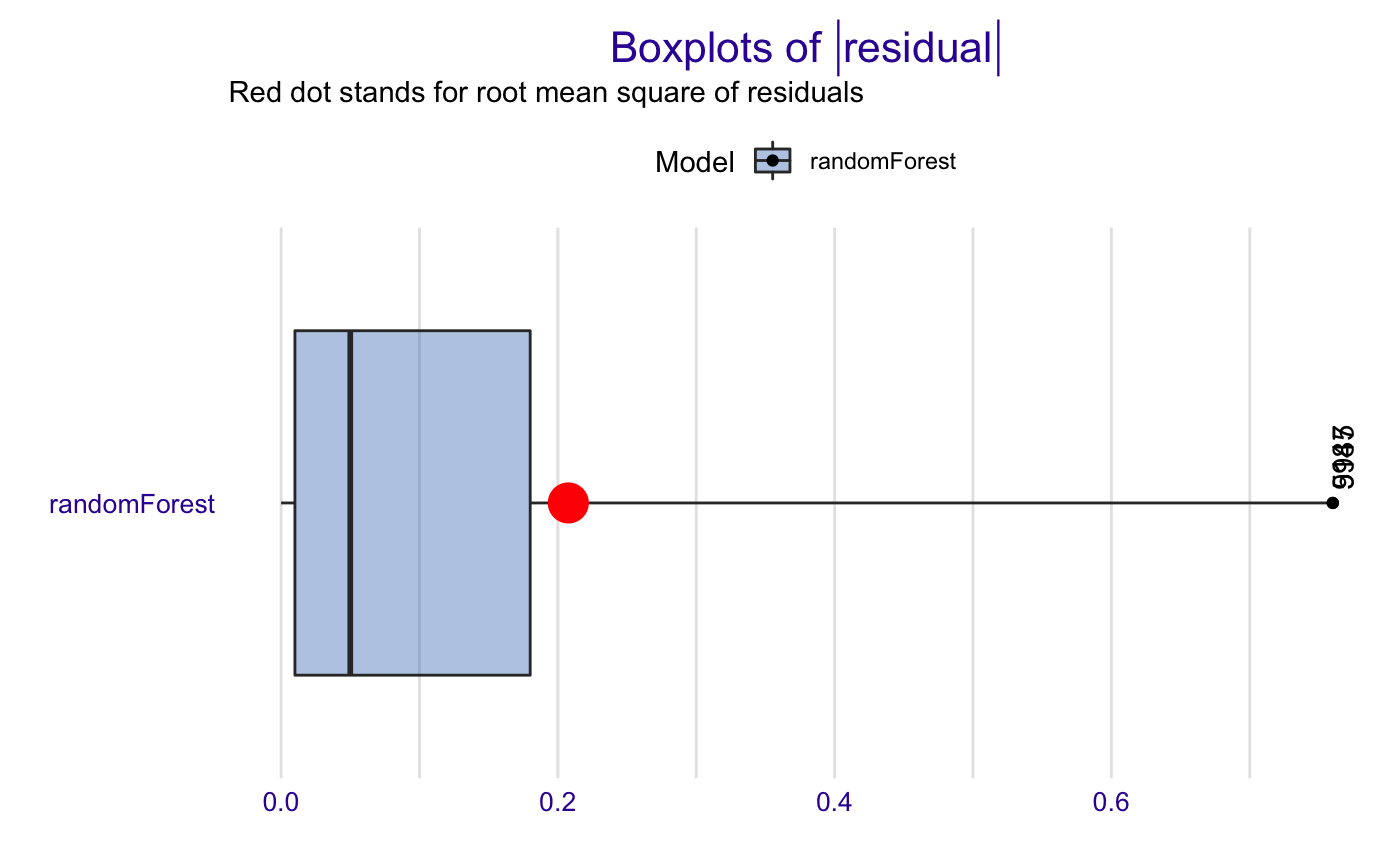 Boxplots of |residual|
Red dot stands for root mean square of residuals
Model randomForest
randomForest
0.0 0.2 0.4 0.6